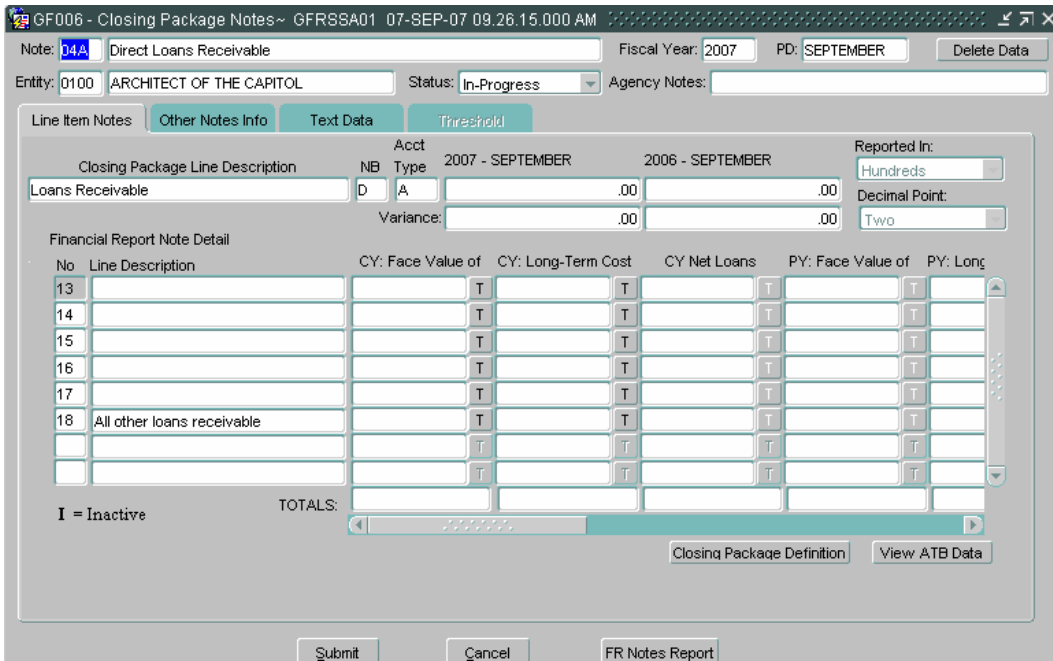 GF006 - Closing Package Notes~ GFRSSA01 07-SEP-07 09.26.15.000 AM
Note: 04A Direct Loans Receivable Fiscal Year: 2007 PD: SEPTEMBER Delete Data
Entity: 0100 ARCHITECT OF THE CAPITOL Status: In-Progress Agency Notes:
Line Item Notes Other Notes Info Text Data Threshold
Closing Package Line Description NB Acct Type 2007 - SEPTEMBER 2006 - SEPTEMBER Reported In:
Loans Receivable D A .00 .00 Hundreds
Decimal Point:
Variance: .00 .00 Two
Financial Report Note Detail
No Line Description CY: Face Value of CY: Long-Term Cost CY Net Loans PY: Face Value of PY: Long
13 T T T T
14 T T T T
15 T T T T
16 T T T T
17 T T T T
18 All other loans receivable T T T T
T T T T
T T T T
I = Inactive TOTALS:
Closing Package Definition View ATB Data
Submit Cancel FR Notes Report